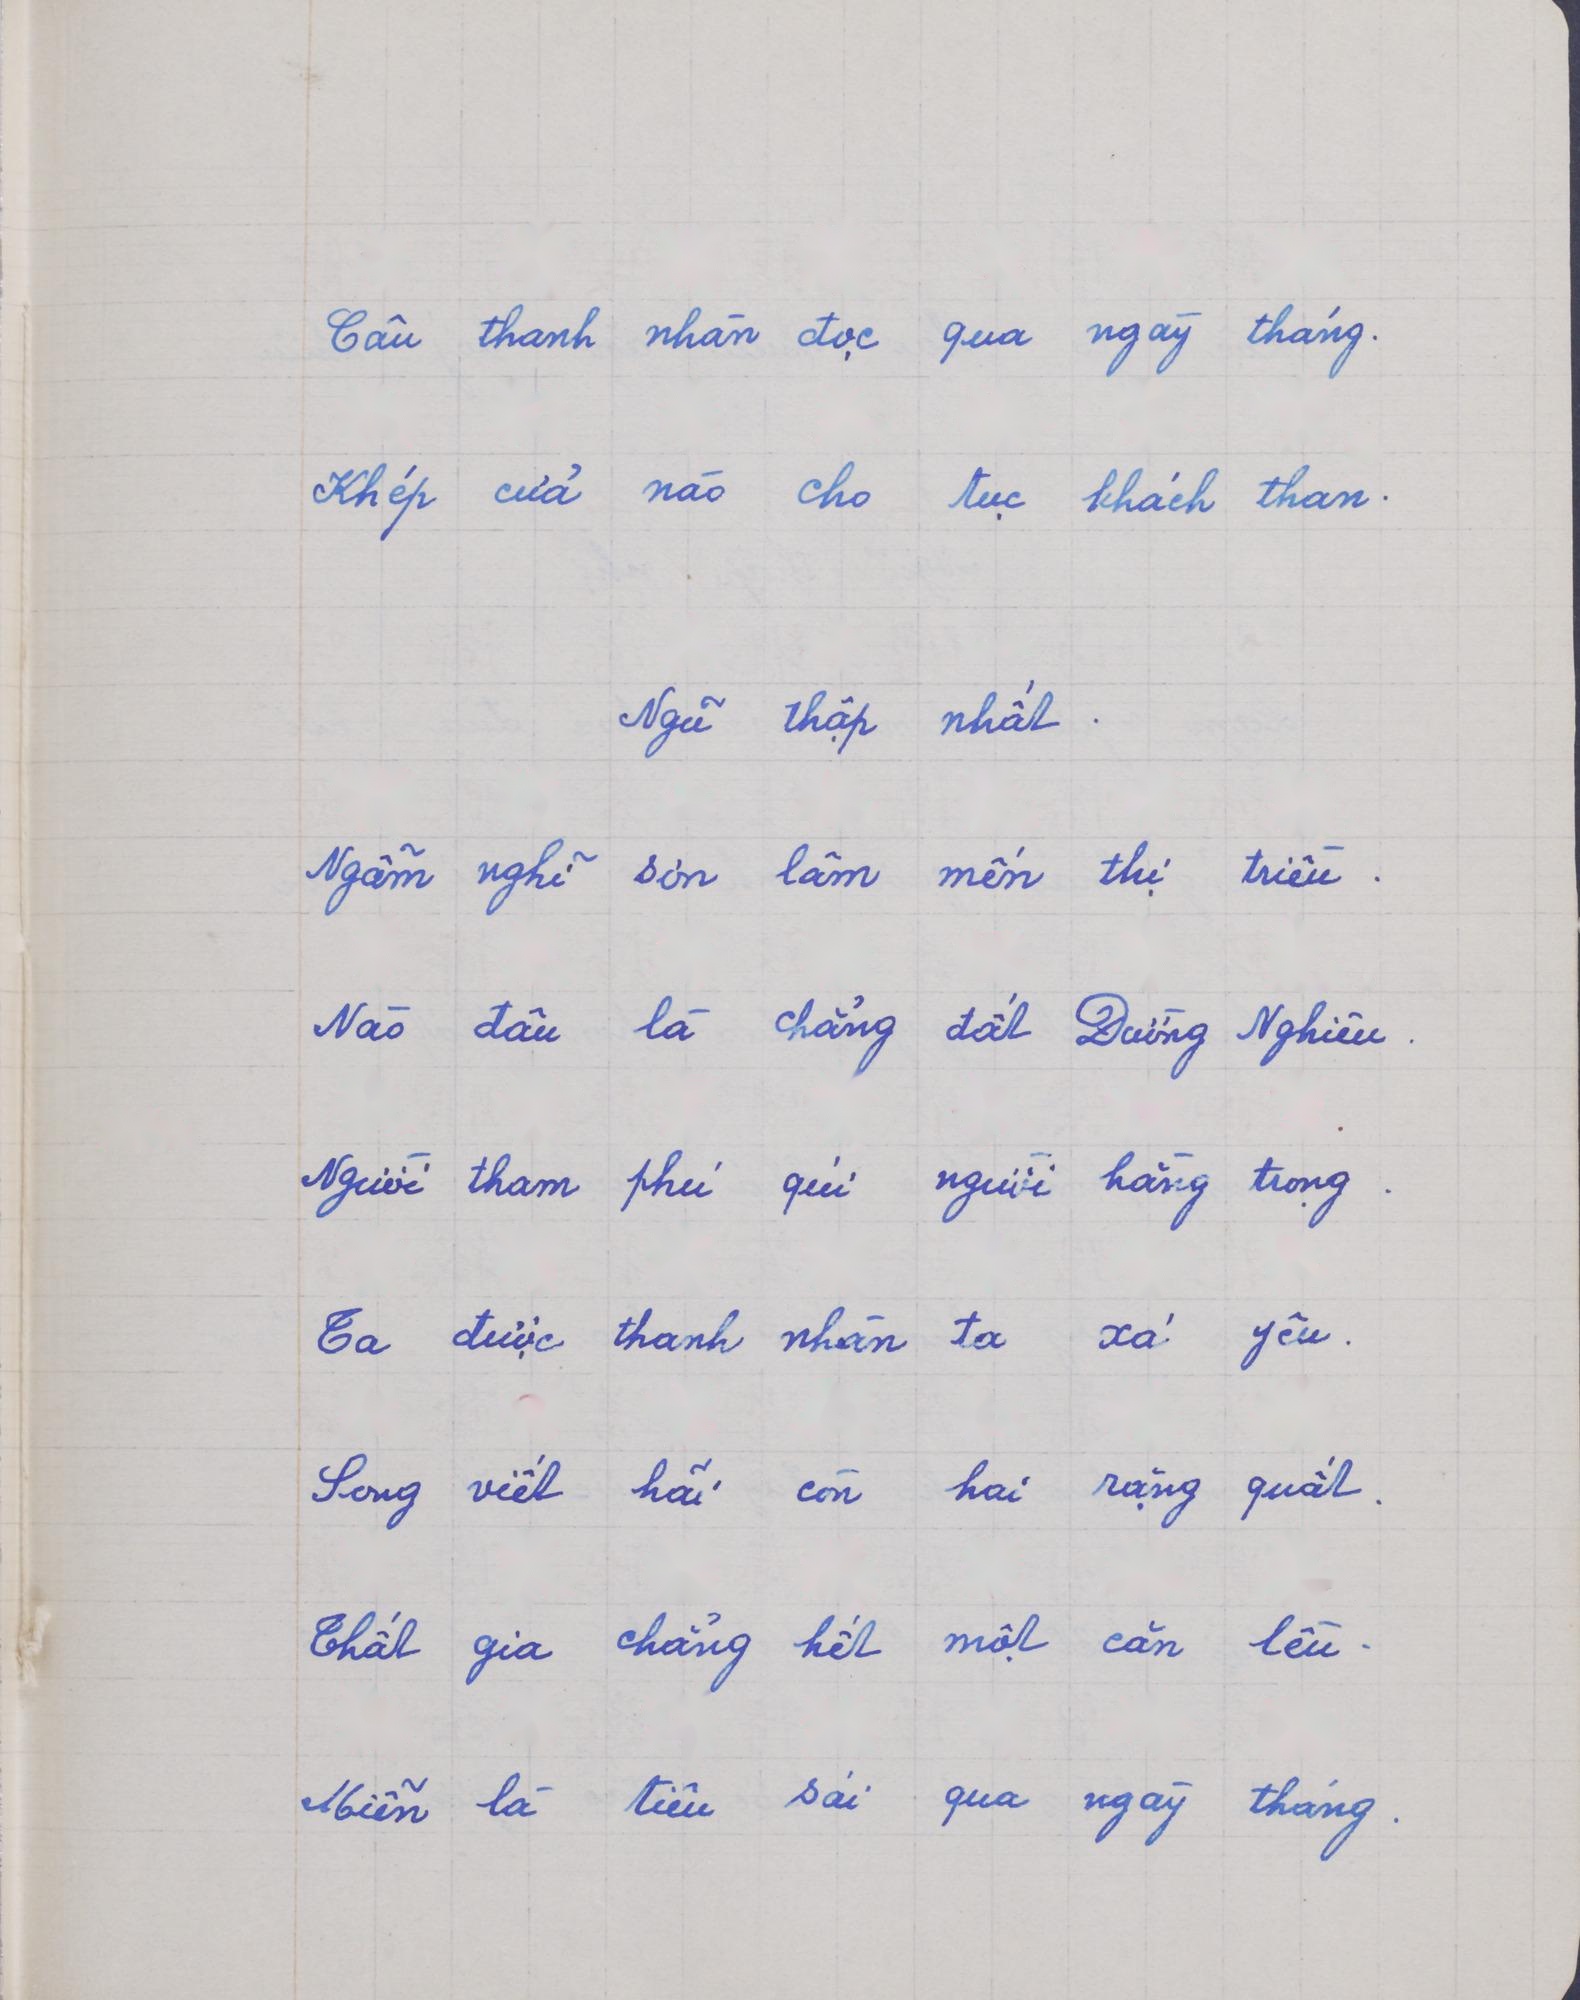 Câu thanh nhàn đọc qua ngày tháng.
Khép cửa nào cho tục khách than.
Ngũ thập nhất.
Ngẫm nghĩ sơn lâm mến thị triều.
Nào đâu là chẳng đất Đường Nghiêu.
Người tham phú quí người hằng trọng.
Ta được thanh nhàn ta xá yêu.
Song viết hãi còn hai rặng quất.
Thất gia chẳng hết một căn lều.
Miễn là tiêu sái qua ngày tháng.